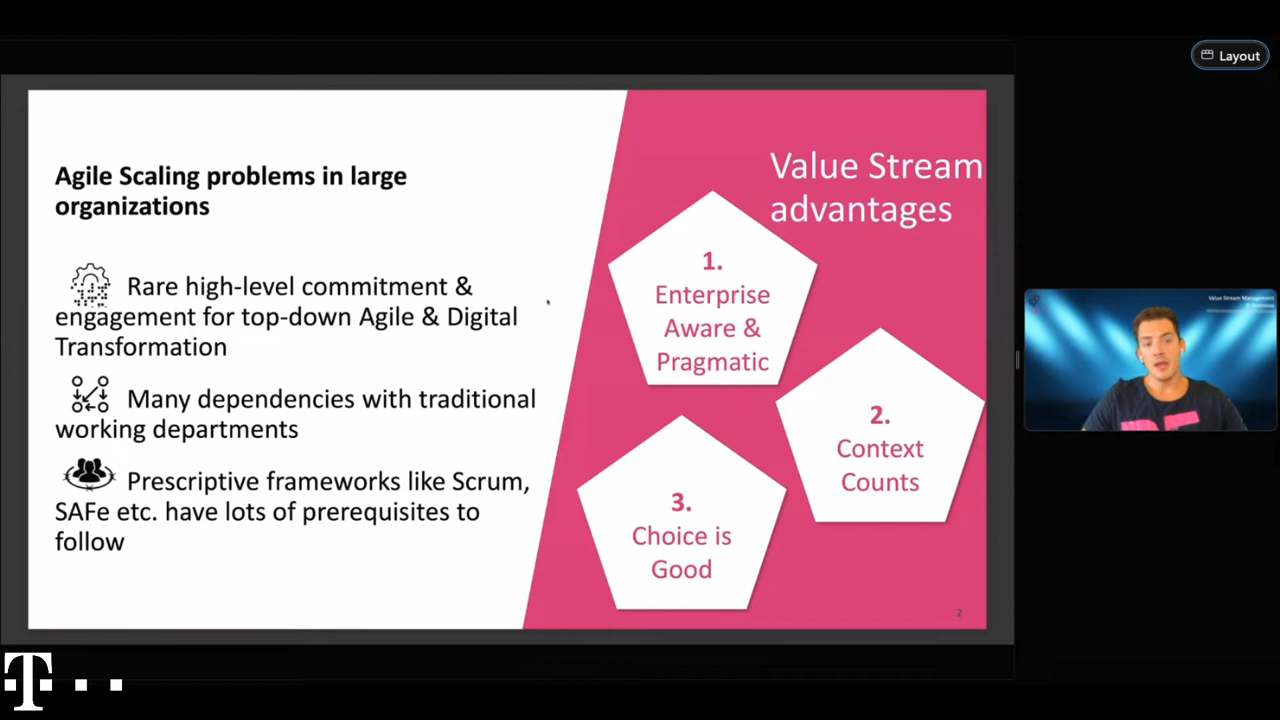 Layout
Agile Scaling problems in large
organizations
Rare high-level commitment &
engagement for top-down Agile & Digital
Transformation
Many dependencies with traditional
working departments
Prescriptive frameworks like Scrum,
SAFe etc. have lots of prerequisites to
follow
Value Stream
advantages
1.
Enterprise
Aware &
Pragmatic
2.
Context
Counts
3.
Choice is
Good
2
Value Stream Management
T